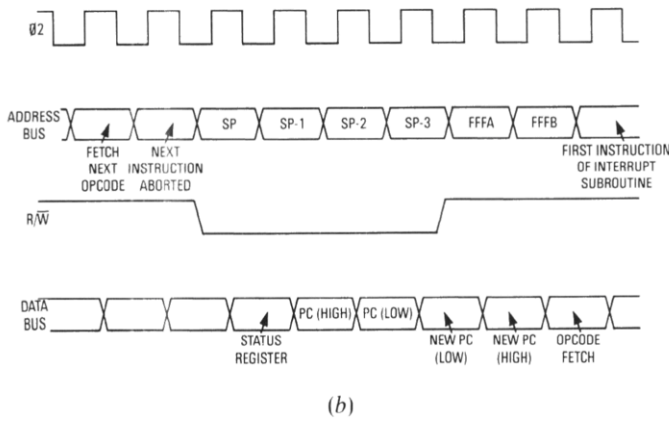 Ø2
ADDRESS
BUS
SP
SP-1
SP-2
SP-3
FFFA
FFFB
FETCH
NEXT
OPCODE
NEXT
INSTRUCTION
ABORTED
FIRST INSTRUCTION
OF INTERRUPT
SUBROUTINE
R/W̅
DATA
BUS
PC (HIGH)
PC (LOW)
STATUS
REGISTER
NEW PC
(LOW)
NEW PC
(HIGH)
OPCODE
FETCH
(b)